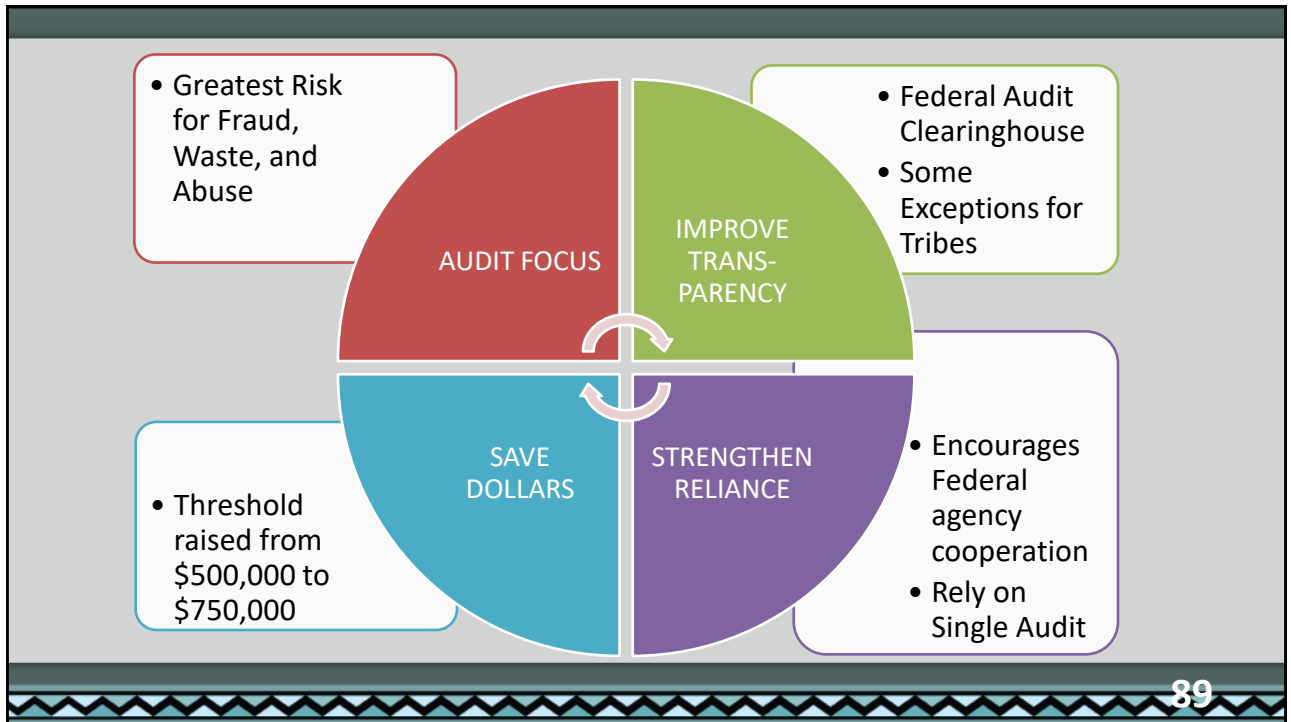 • Greatest Risk
for Fraud,
Waste, and
Abuse
AUDIT FOCUS
IMPROVE
TRANS-
PARENCY
• Federal Audit
Clearinghouse
• Some
Exceptions for
Tribes
• Threshold
raised from
$500,000 to
$750,000
SAVE
DOLLARS
STRENGTHEN
RELIANCE
• Encourages
Federal
agency
cooperation
• Rely on
Single Audit
89